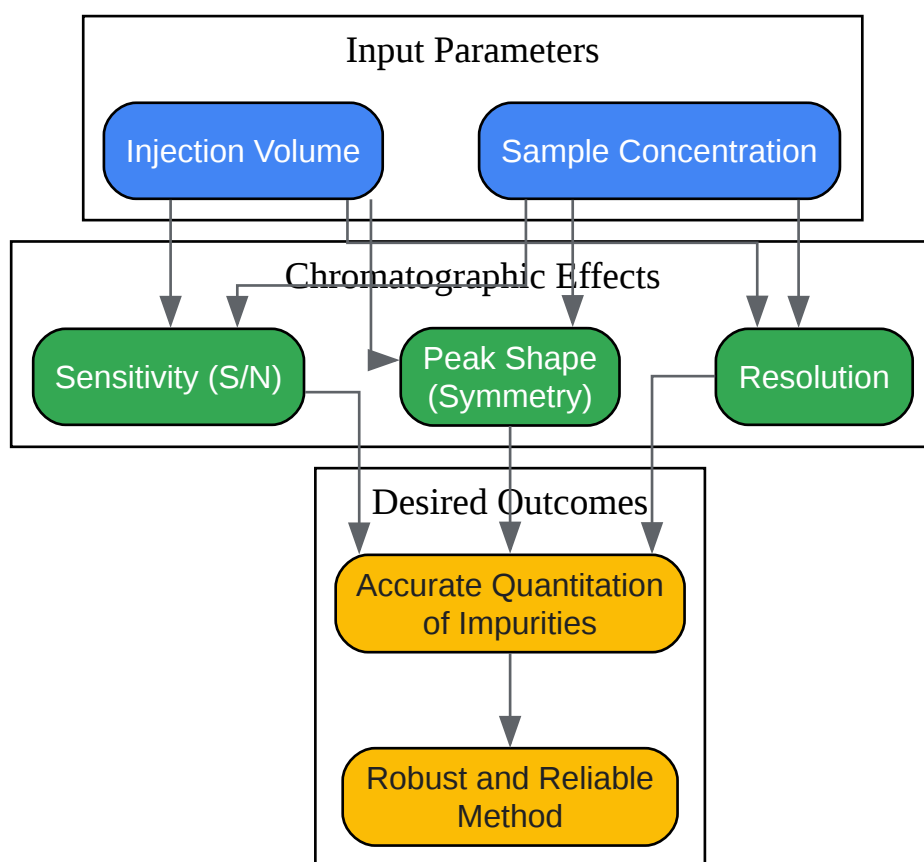 Input Parameters
Injection Volume
Sample Concentration
Chromatographic Effects
Sensitivity (S/N)
Peak Shape
(Symmetry)
Resolution
Desired Outcomes
Accurate Quantitation
of Impurities
Robust and Reliable
Method